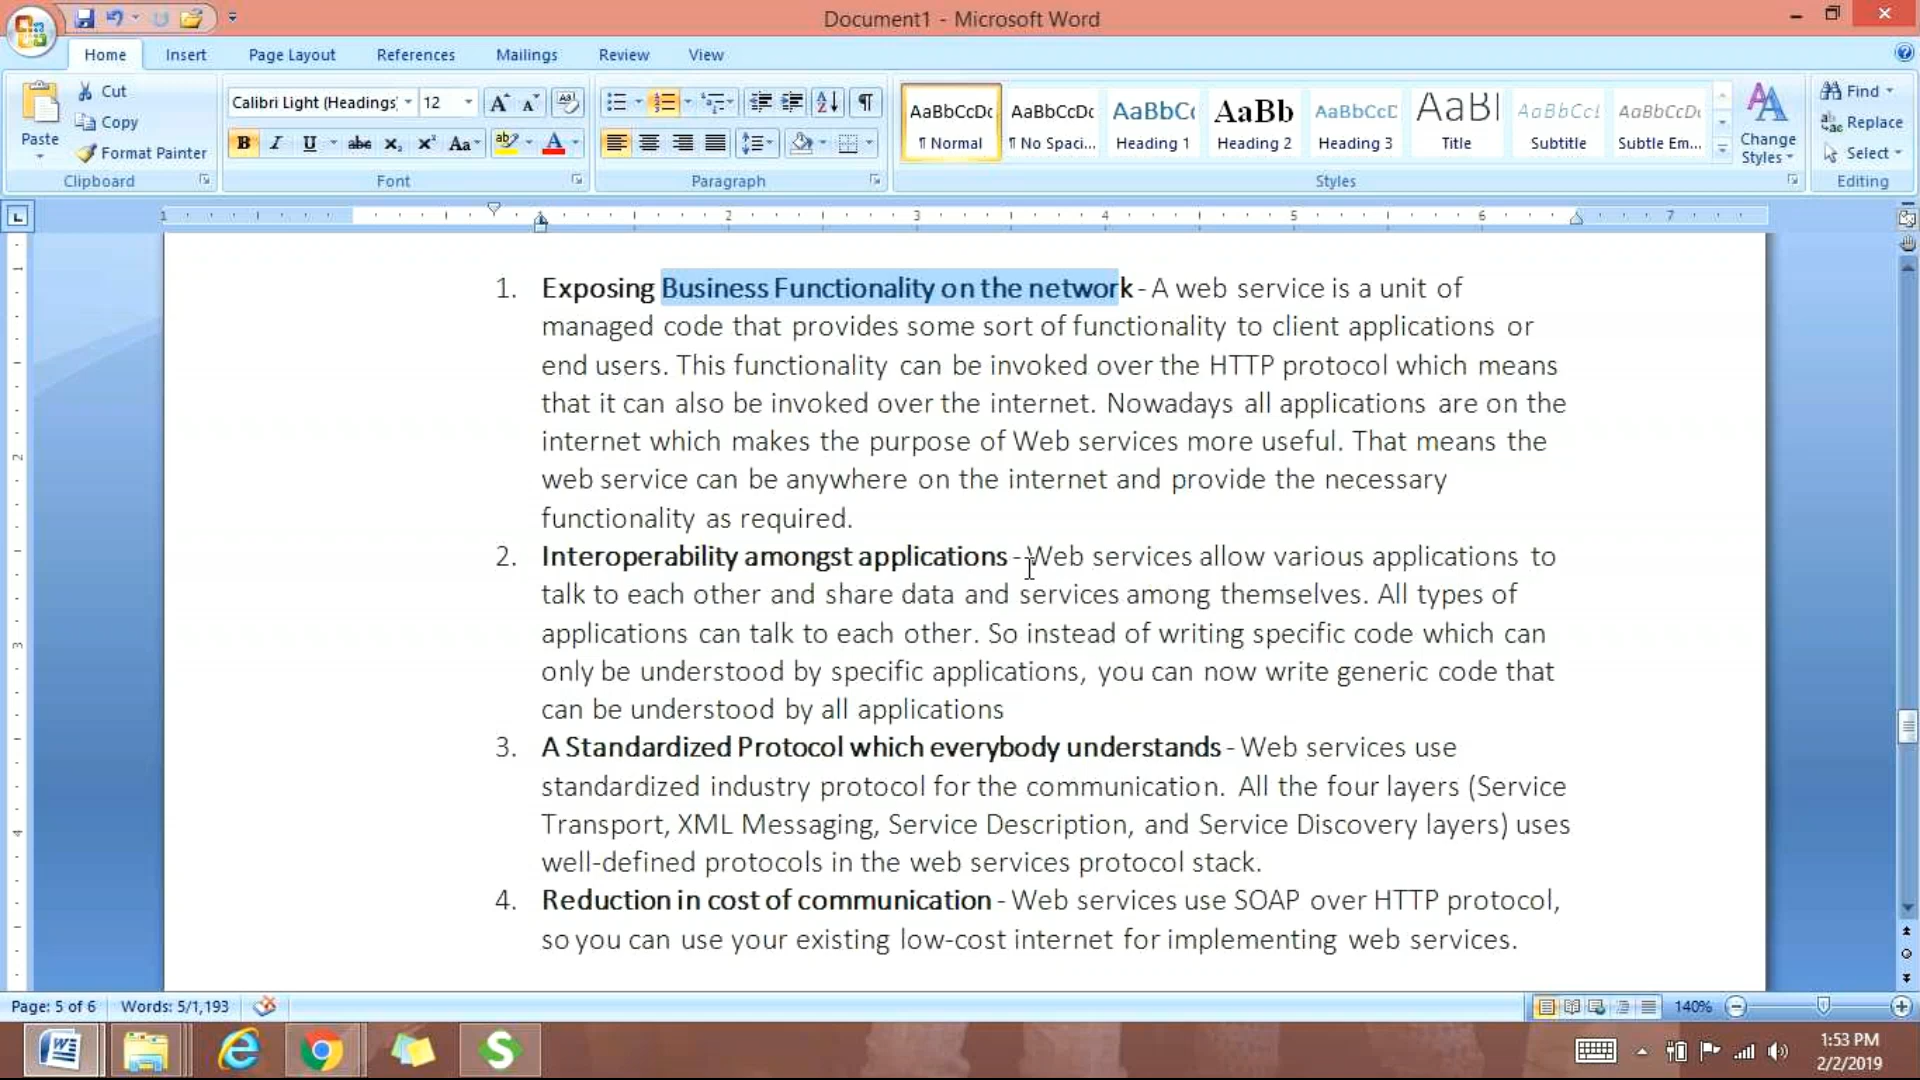 Document1 - Microsoft Word
Home Insert Page Layout References Mailings Review View
Cut
Copy
Format Painter
Paste
Clipboard
Calibri Light (Headings) 12
Font
Paragraph
AaBbCcDc AaBbCcDc AaBbCc AaBb AaBbCcD AaBl AaBbCcl AaBbCcDc
¶ Normal ¶ No Spaci... Heading 1 Heading 2 Heading 3 Title Subtitle Subtle Em...
Change
Styles
Styles
Find
Replace
Select
Editing
1 2 3 4 5 6 7
1. Exposing Business Functionality on the network - A web service is a unit of
managed code that provides some sort of functionality to client applications or
end users. This functionality can be invoked over the HTTP protocol which means
that it can also be invoked over the internet. Nowadays all applications are on the
internet which makes the purpose of Web services more useful. That means the
web service can be anywhere on the internet and provide the necessary
functionality as required.
2. Interoperability amongst applications - Web services allow various applications to
talk to each other and share data and services among themselves. All types of
applications can talk to each other. So instead of writing specific code which can
only be understood by specific applications, you can now write generic code that
can be understood by all applications
3. A Standardized Protocol which everybody understands - Web services use
standardized industry protocol for the communication. All the four layers (Service
Transport, XML Messaging, Service Description, and Service Discovery layers) uses
well-defined protocols in the web services protocol stack.
4. Reduction in cost of communication - Web services use SOAP over HTTP protocol,
so you can use your existing low-cost internet for implementing web services.
Page: 5 of 6 Words: 5/1,193 140%
1:53 PM
2/2/2019